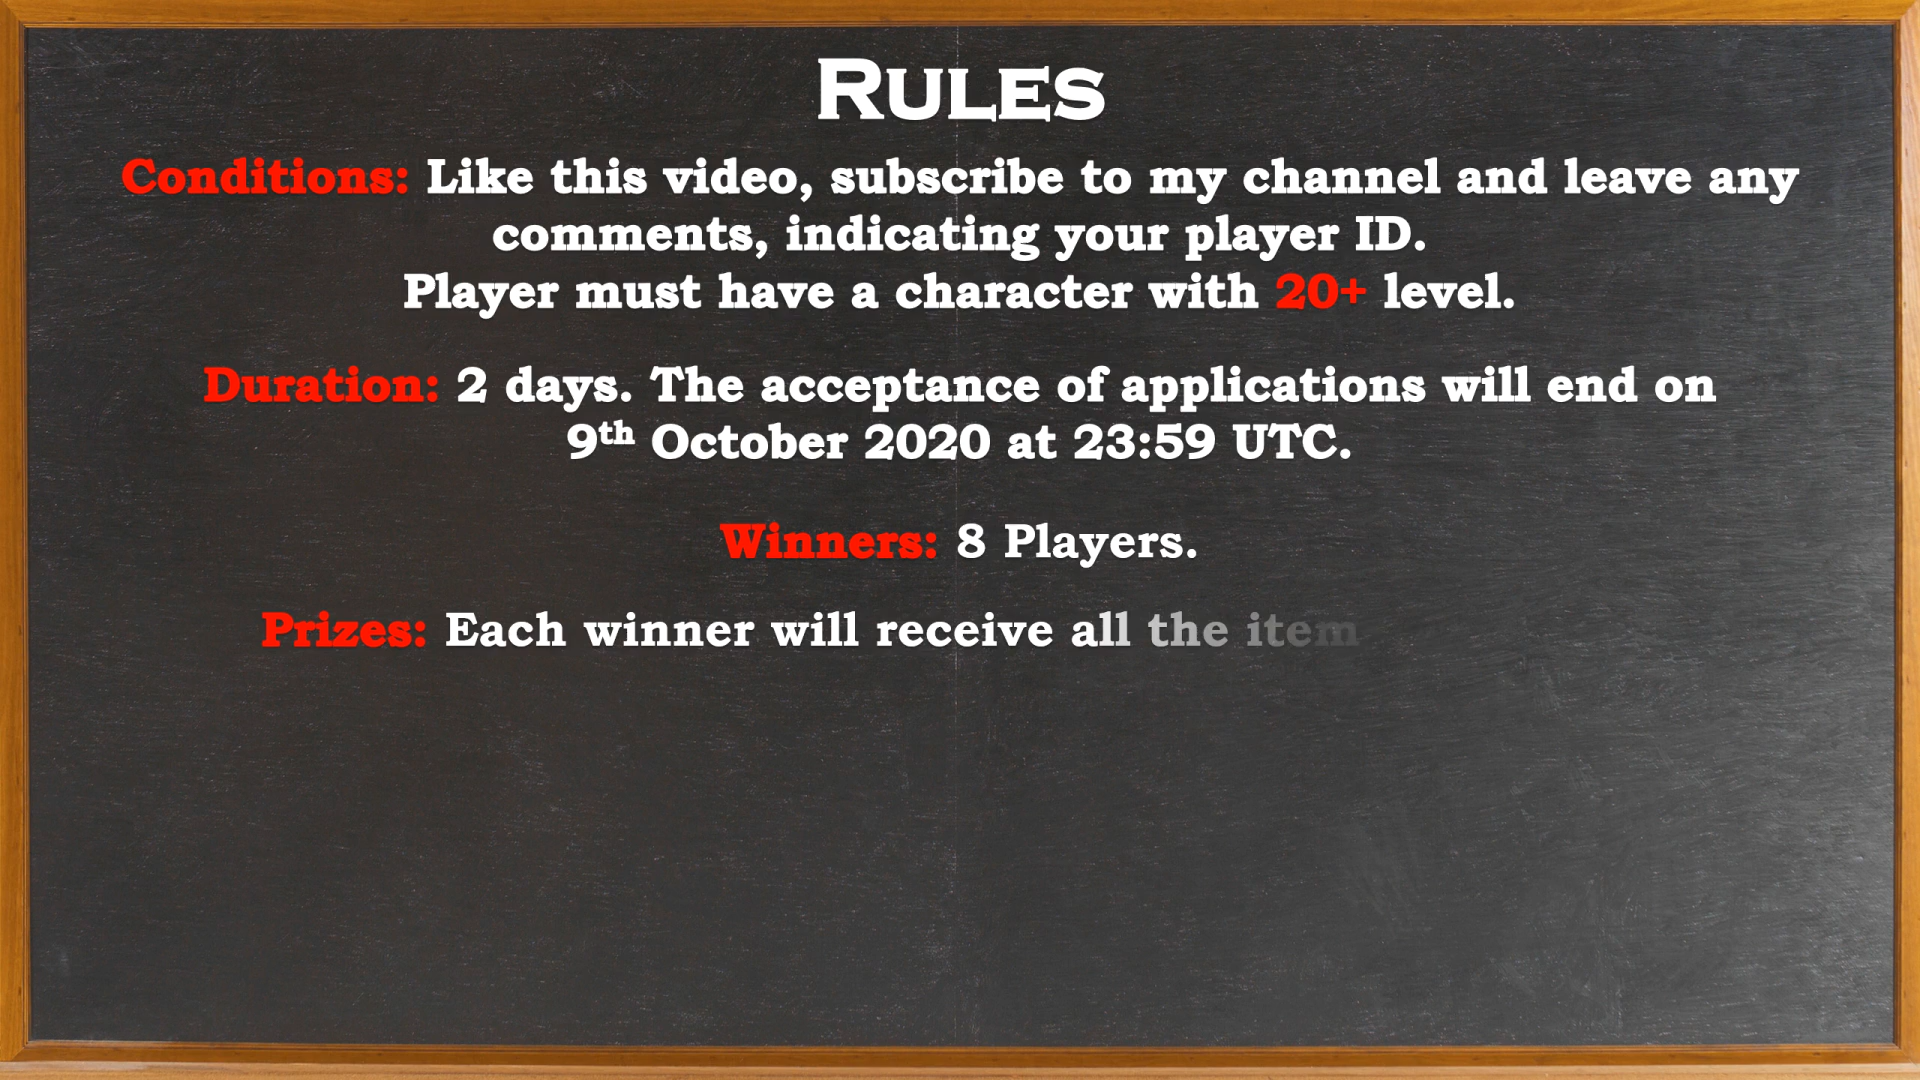 RULES
Conditions: Like this video, subscribe to my channel and leave any
comments, indicating your player ID.
Player must have a character with 20+ level.
Duration: 2 days. The acceptance of applications will end on
9th October 2020 at 23:59 UTC.
Winners: 8 Players.
Prizes: Each winner will receive all the item